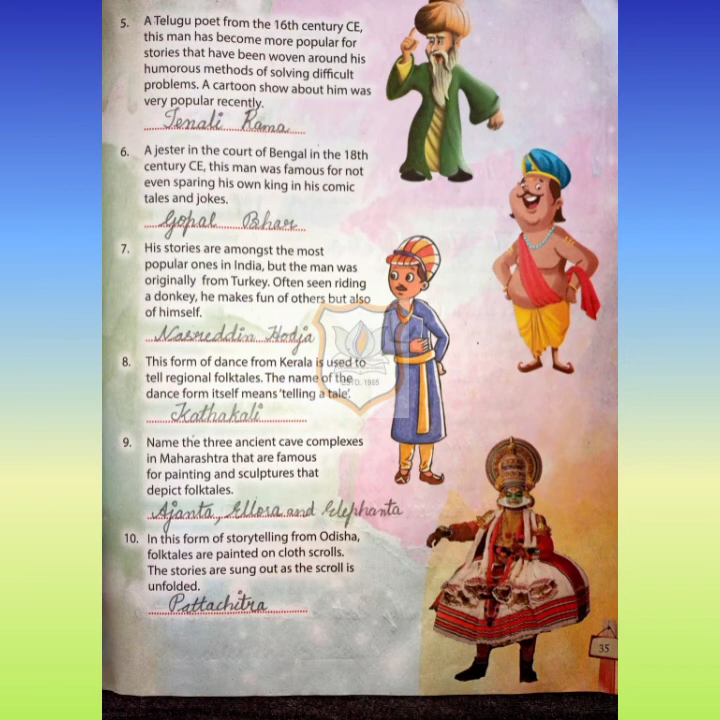 5. A Telugu poet from the 16th century CE,
this man has become more popular for
stories that have been woven around his
humorous methods of solving difficult
problems. A cartoon show about him was
very popular recently.
Tenali Rama
6. A jester in the court of Bengal in the 18th
century CE, this man was famous for not
even sparing his own king in his comic
tales and jokes.
Gopal Bhar
7. His stories are amongst the most
popular ones in India, but the man was
originally from Turkey. Often seen riding
a donkey, he makes fun of others but also
of himself.
Nasreddin Hodja
8. This form of dance from Kerala is used to
tell regional folktales. The name of the
dance form itself means 'telling a tale'.
ESTD. 1985
Kathakali
9. Name the three ancient cave complexes
in Maharashtra that are famous
for painting and sculptures that
depict folktales.
Ajanta, Ellora and Elephanta
10. In this form of storytelling from Odisha,
folktales are painted on cloth scrolls.
The stories are sung out as the scroll is
unfolded.
Pattachitra
35